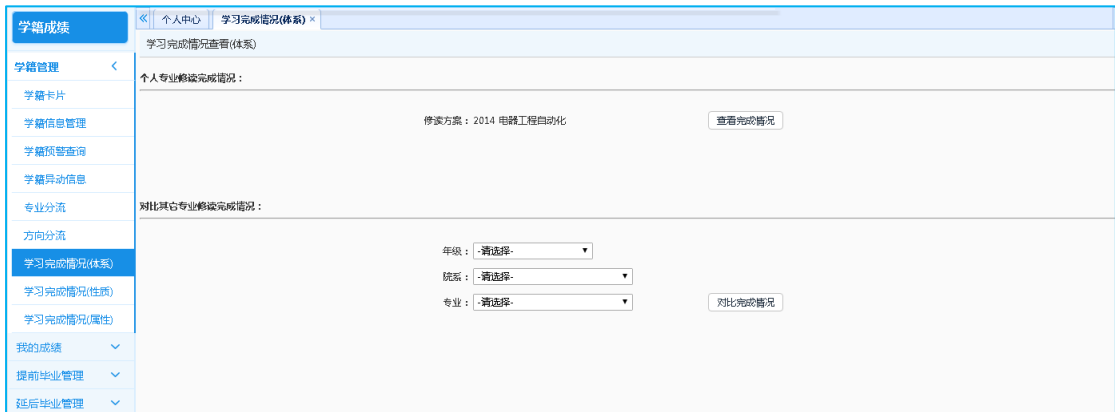 学籍成绩
学籍管理
学籍卡片
学籍信息管理
学籍预警查询
学籍异动信息
专业分流
方向分流
学习完成情况(体系)
学习完成情况(性质)
学习完成情况(属性)
我的成绩
提前毕业管理
延后毕业管理
个人中心 学习完成情况(体系) ×
学习完成情况查看(体系)
个人专业修读完成情况：
修读方案：2014 电器工程自动化 查看完成情况
对比其它专业修读完成情况：
年级：-请选择-
院系：-请选择-
专业：-请选择- 对比完成情况